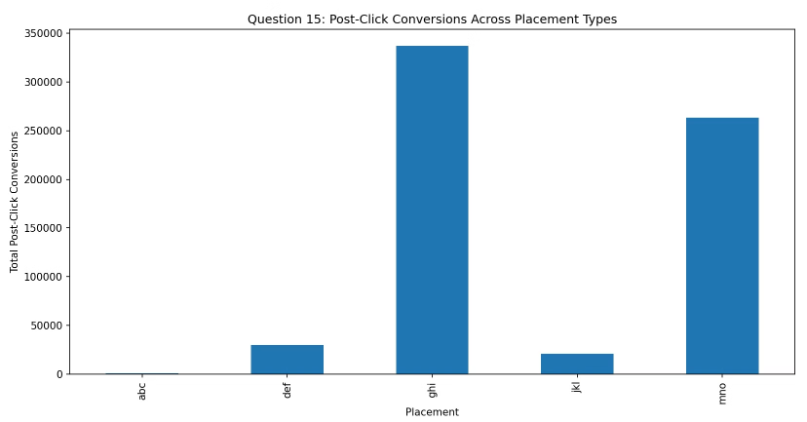 Question 15: Post-Click Conversions Across Placement Types
Total Post-Click Conversions
350000
300000
250000
200000
150000
100000
50000
0
abc
def
ghi
jkl
mno
Placement